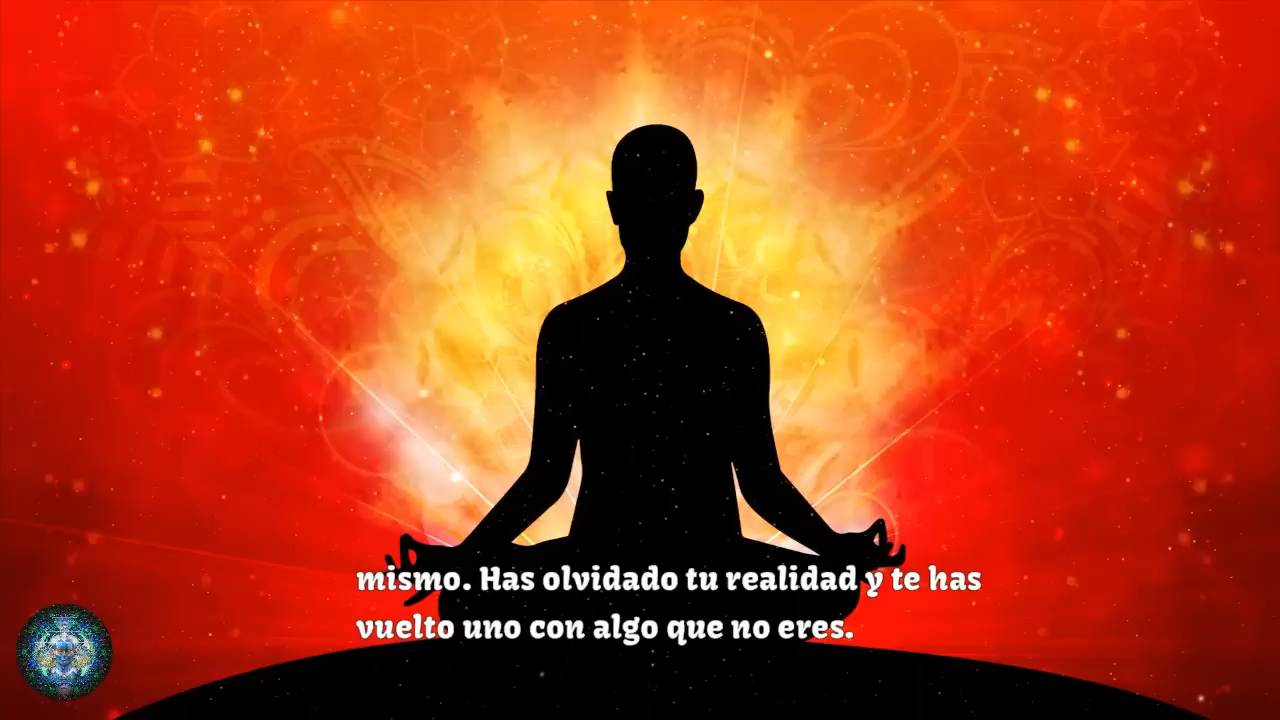 mismo. Has olvidado tu realidad y te has
vuelto uno con algo que no eres.